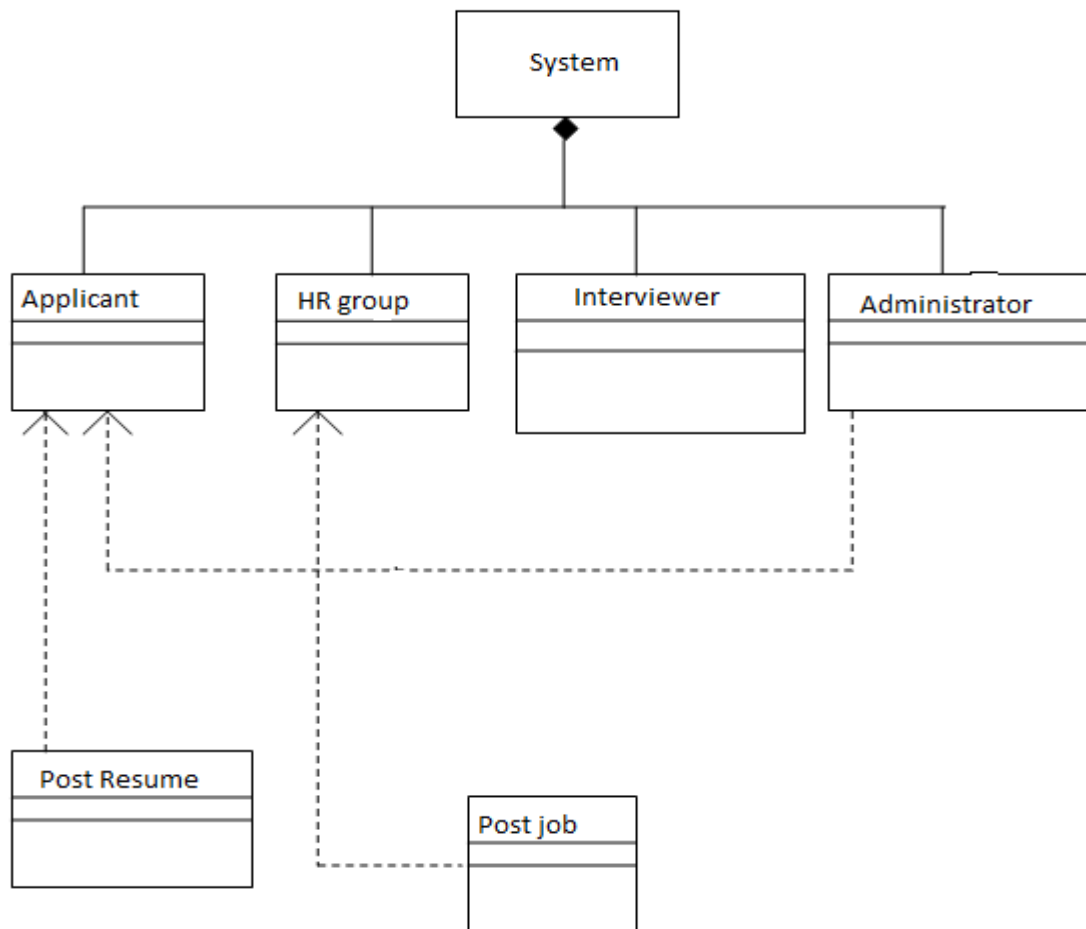 System
Applicant
HR group
Interviewer
Administrator
Post Resume
Post job